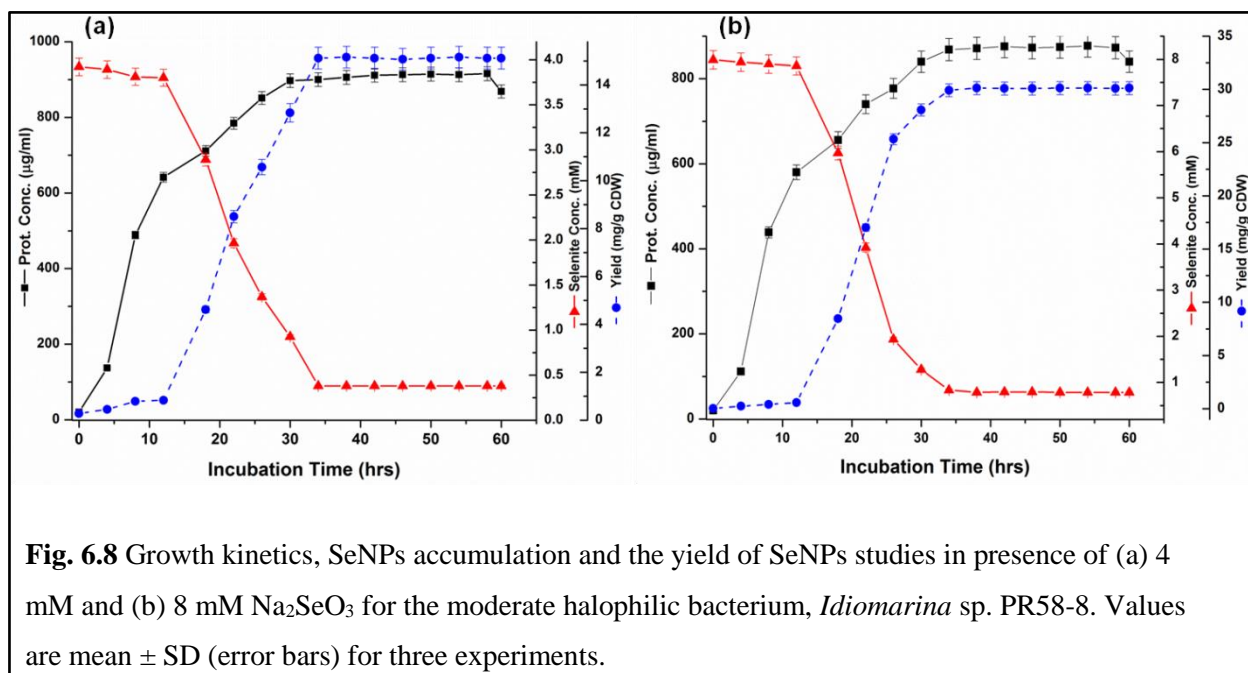 (a)
(b)
1000
800
600
400
200
0
Prot. Conc. (µg/ml)
0 10 20 30 40 50 60
Incubation Time (hrs)
4.0
3.5
3.0
2.5
2.0
1.5
1.0
0.5
0.0
Selenite Conc. (mM)
14
12
10
8
6
4
2
0
Yield (mg/g CDW)
800
600
400
200
0
Prot. Conc. (µg/ml)
0 10 20 30 40 50 60
Incubation Time (hrs)
8
7
6
5
4
3
2
1
Selenite Conc. (mM)
35
30
25
20
15
10
5
0
Yield (mg/g CDW)
Fig. 6.8 Growth kinetics, SeNPs accumulation and the yield of SeNPs studies in presence of (a) 4
mM and (b) 8 mM Na₂SeO₃ for the moderate halophilic bacterium, Idiomarina sp. PR58-8. Values
are mean ± SD (error bars) for three experiments.